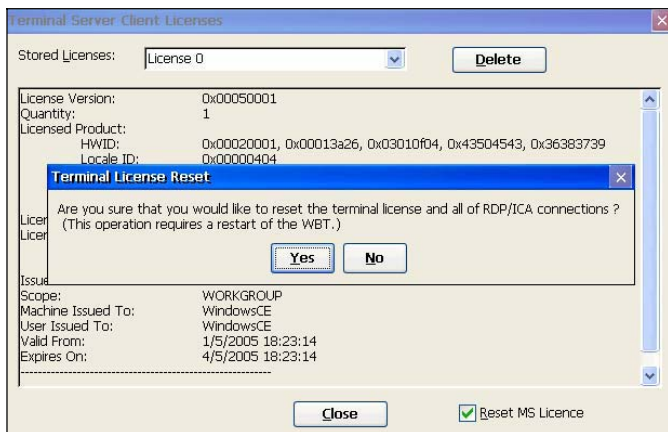 Terminal Server Client Licenses
Stored Licenses: License 0 Delete
License Version: 0x00050001
Quantity: 1
Licensed Product:
HWID: 0x00020001, 0x00013a26, 0x03010f04, 0x43504543, 0x36383739
Locale ID: 0x00000404
Terminal License Reset
Are you sure that you would like to reset the terminal license and all of RDP/ICA connections ?
(This operation requires a restart of the WBT.)
Yes No
Scope: WORKGROUP
Machine Issued To: WindowsCE
User Issued To: WindowsCE
Valid From: 1/5/2005 18:23:14
Expires On: 4/5/2005 18:23:14
Close Reset MS Licence